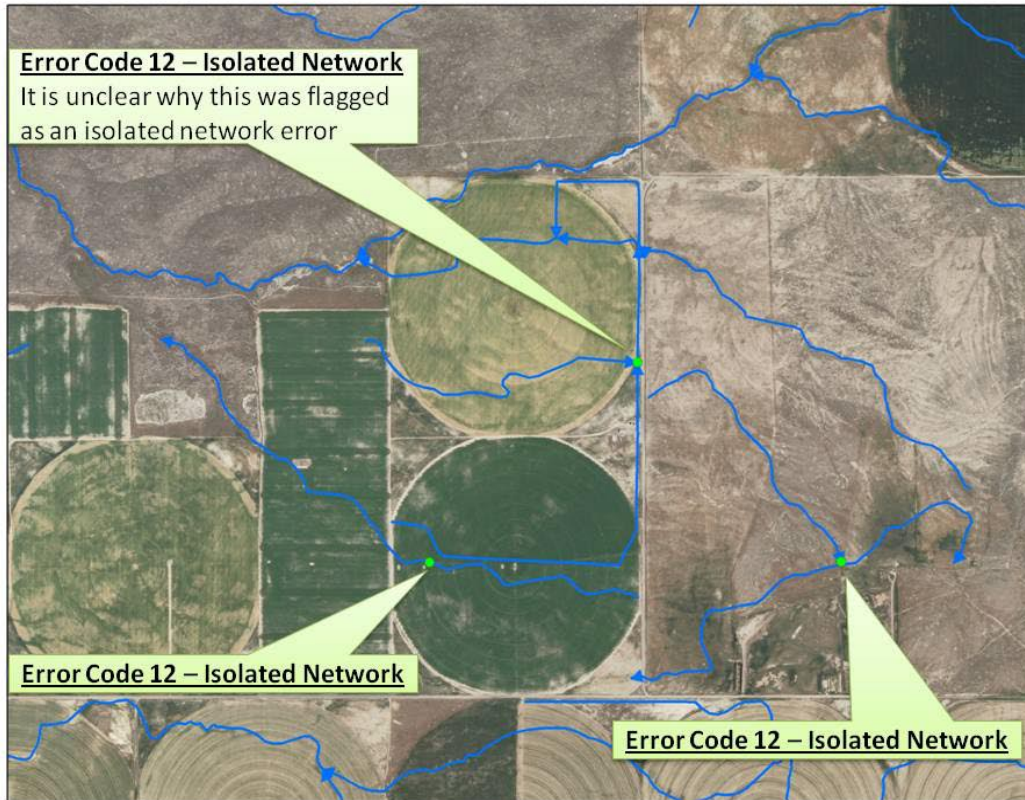 Error Code 12 – Isolated Network
It is unclear why this was flagged
as an isolated network error
Error Code 12 – Isolated Network
Error Code 12 – Isolated Network